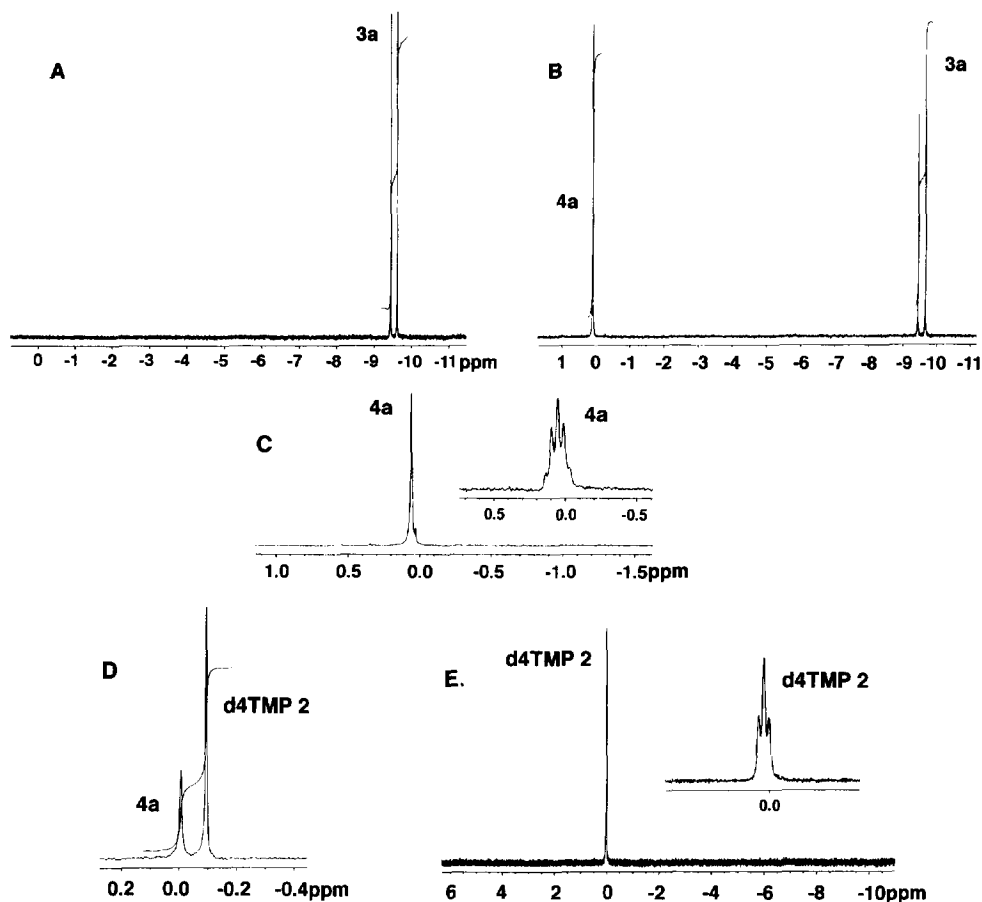 3a
A
B
3a
4a
0 -1 -2 -3 -4 -5 -6 -7 -8 -9 -10 -11 ppm
1 0 -1 -2 -3 -4 -5 -6 -7 -8 -9 -10 -11
4a
4a
C
0.5 0.0 -0.5
1.0 0.5 0.0 -0.5 -1.0 -1.5ppm
D
d4TMP 2
4a
0.2 0.0 -0.2 -0.4ppm
E.
d4TMP 2
d4TMP 2
0.0
6 4 2 0 -2 -4 -6 -8 -10ppm